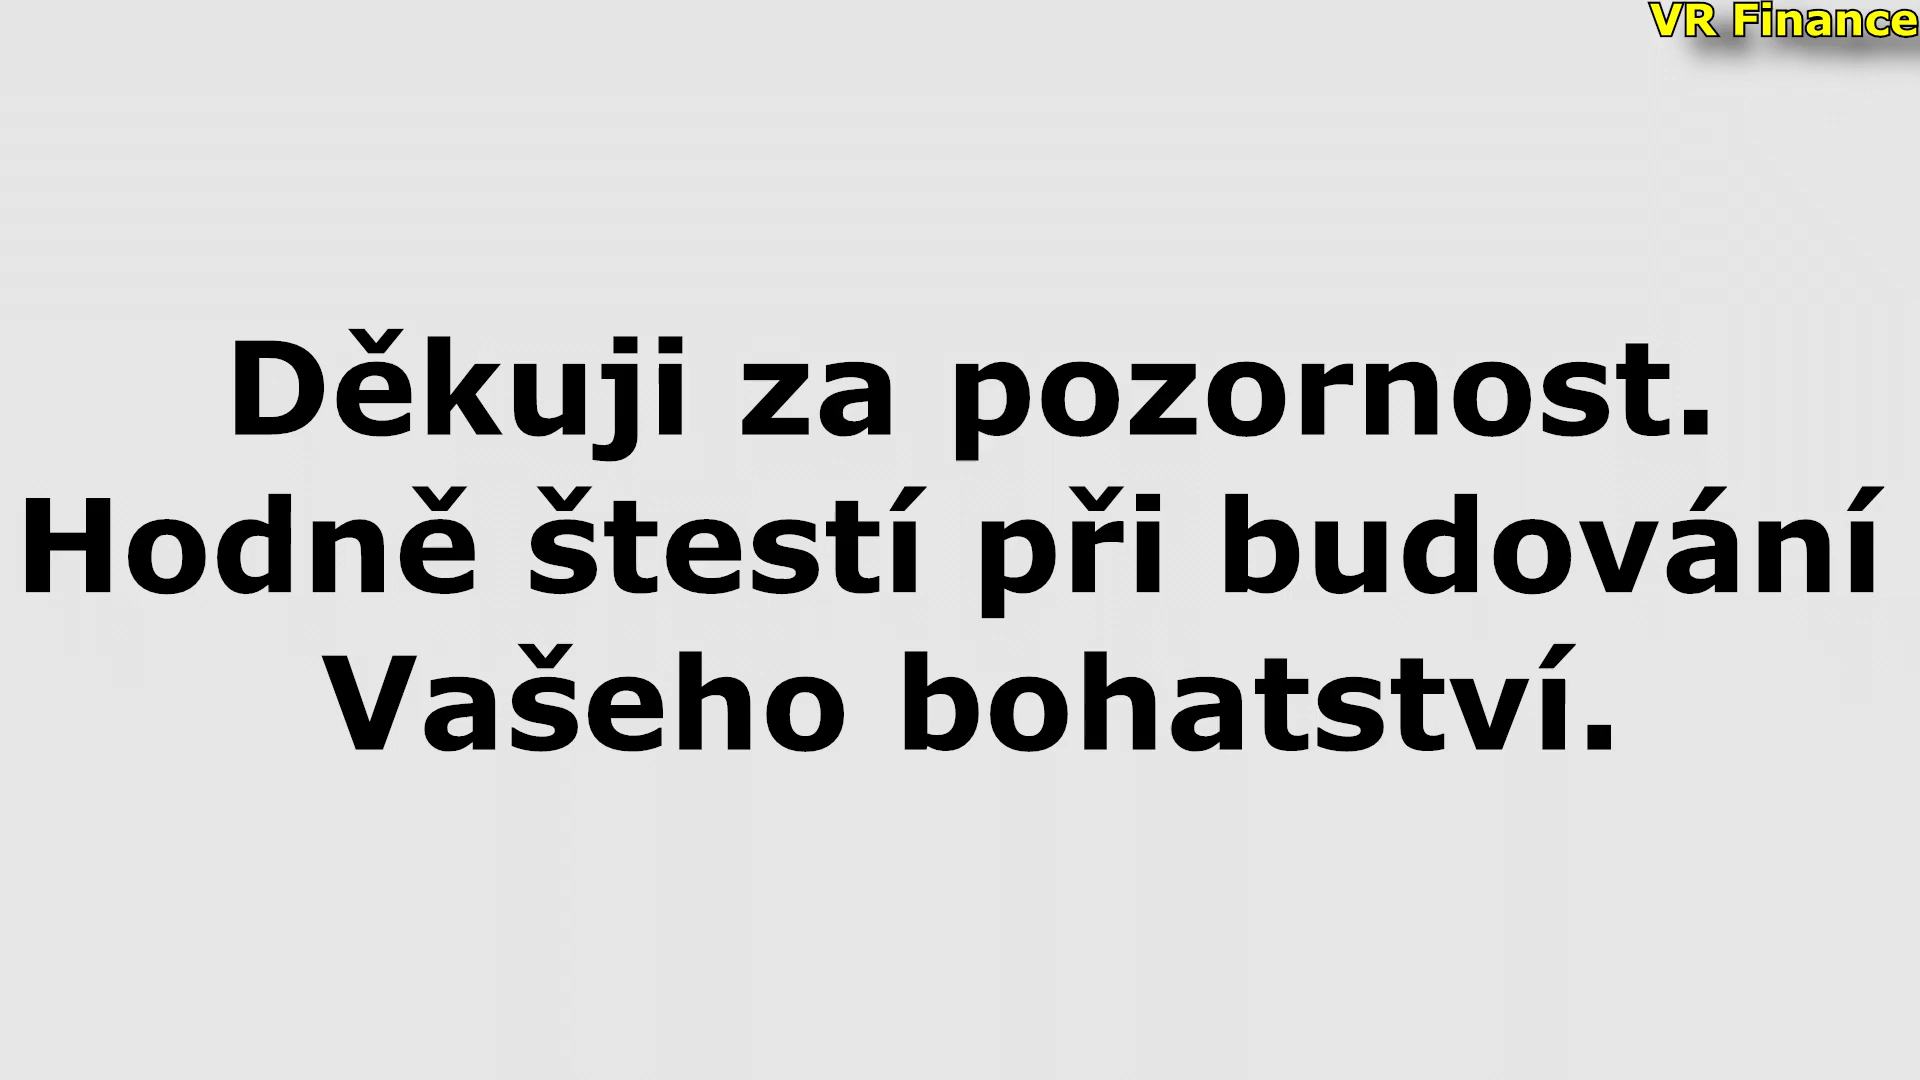 VR Finance
Děkuji za pozornost.
Hodně štestí při budování
Vašeho bohatství.